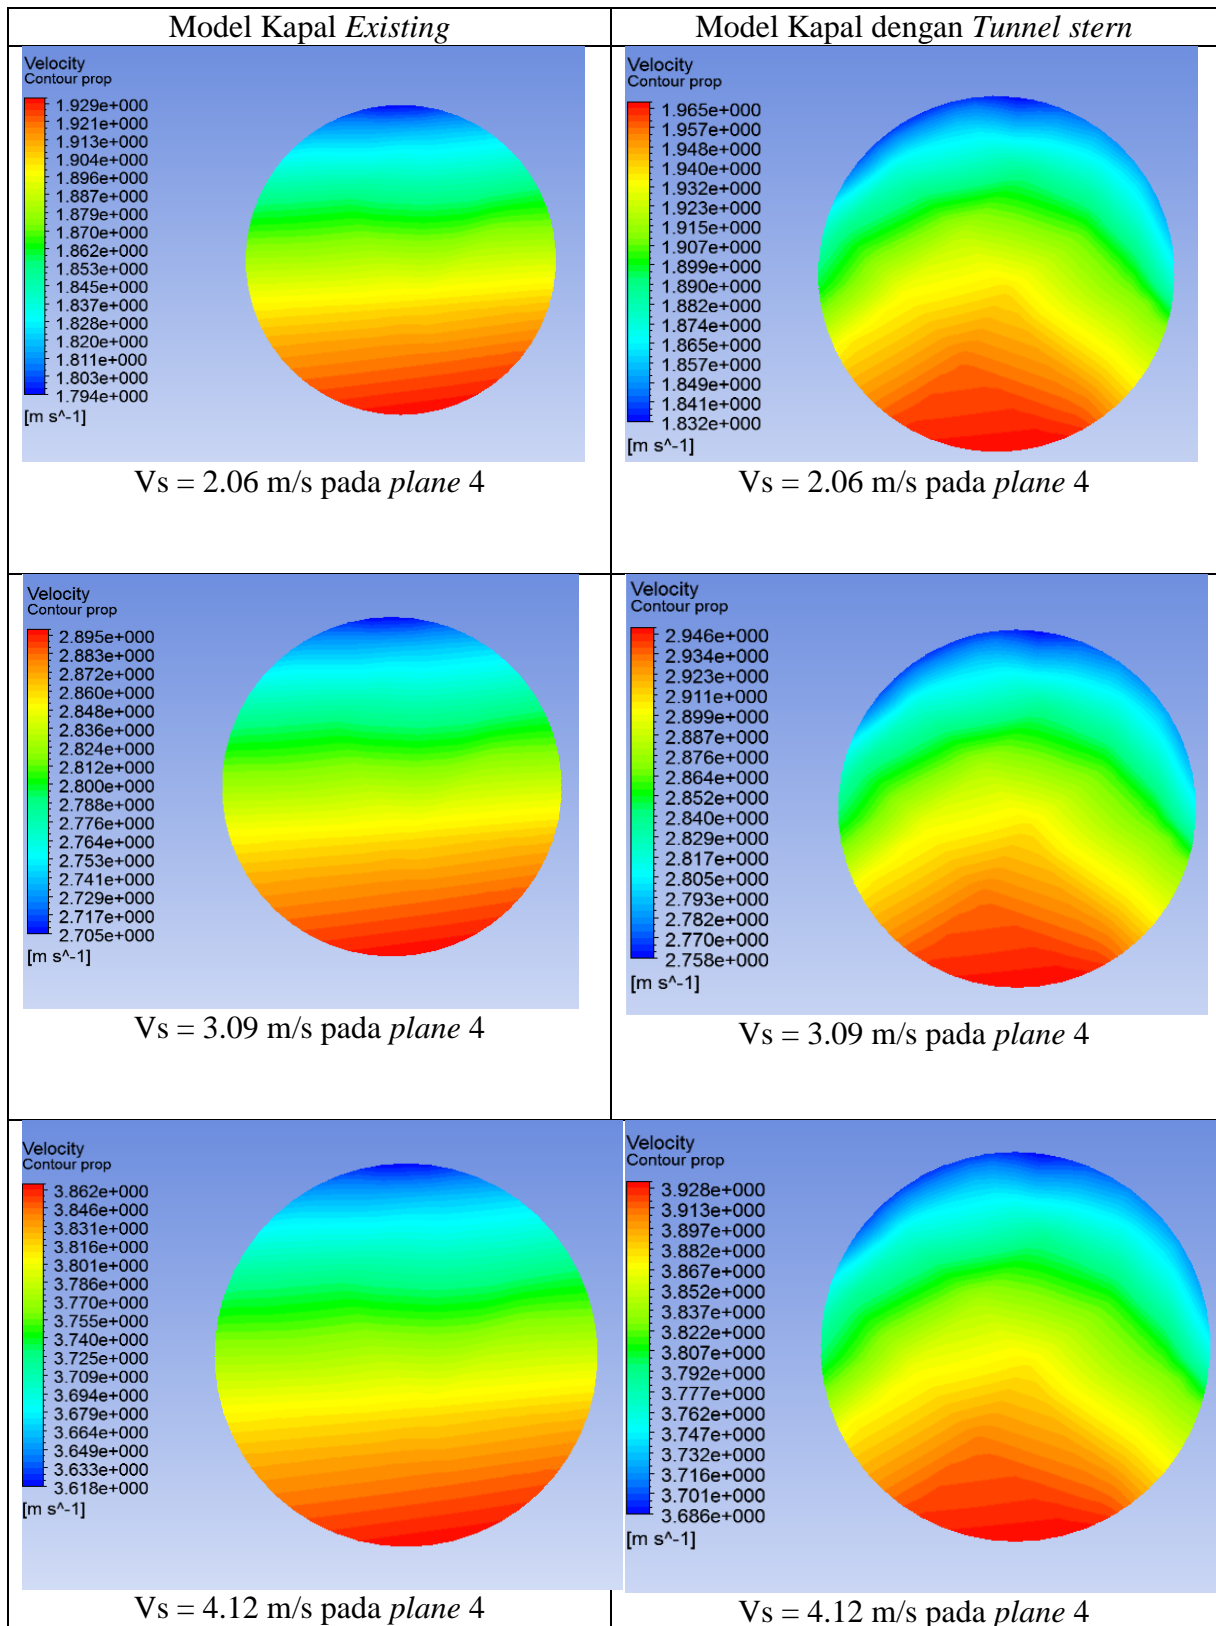 Model Kapal Existing
Model Kapal dengan Tunnel stern
Velocity
Contour prop
1.929e+000
1.921e+000
1.913e+000
1.904e+000
1.896e+000
1.887e+000
1.879e+000
1.870e+000
1.862e+000
1.853e+000
1.845e+000
1.837e+000
1.828e+000
1.820e+000
1.811e+000
1.803e+000
1.794e+000
[m s^-1]
Vs = 2.06 m/s pada plane 4
Velocity
Contour prop
1.965e+000
1.957e+000
1.948e+000
1.940e+000
1.932e+000
1.923e+000
1.915e+000
1.907e+000
1.899e+000
1.890e+000
1.882e+000
1.874e+000
1.865e+000
1.857e+000
1.849e+000
1.841e+000
1.832e+000
[m s^-1]
Vs = 2.06 m/s pada plane 4
Velocity
Contour prop
2.895e+000
2.883e+000
2.872e+000
2.860e+000
2.848e+000
2.836e+000
2.824e+000
2.812e+000
2.800e+000
2.788e+000
2.776e+000
2.764e+000
2.753e+000
2.741e+000
2.729e+000
2.717e+000
2.705e+000
[m s^-1]
Vs = 3.09 m/s pada plane 4
Velocity
Contour prop
2.946e+000
2.934e+000
2.923e+000
2.911e+000
2.899e+000
2.887e+000
2.876e+000
2.864e+000
2.852e+000
2.840e+000
2.829e+000
2.817e+000
2.805e+000
2.793e+000
2.782e+000
2.770e+000
2.758e+000
[m s^-1]
Vs = 3.09 m/s pada plane 4
Velocity
Contour prop
3.862e+000
3.846e+000
3.831e+000
3.816e+000
3.801e+000
3.786e+000
3.770e+000
3.755e+000
3.740e+000
3.725e+000
3.709e+000
3.694e+000
3.679e+000
3.664e+000
3.649e+000
3.633e+000
3.618e+000
[m s^-1]
Vs = 4.12 m/s pada plane 4
Velocity
Contour prop
3.928e+000
3.913e+000
3.897e+000
3.882e+000
3.867e+000
3.852e+000
3.837e+000
3.822e+000
3.807e+000
3.792e+000
3.777e+000
3.762e+000
3.747e+000
3.732e+000
3.716e+000
3.701e+000
3.686e+000
[m s^-1]
Vs = 4.12 m/s pada plane 4